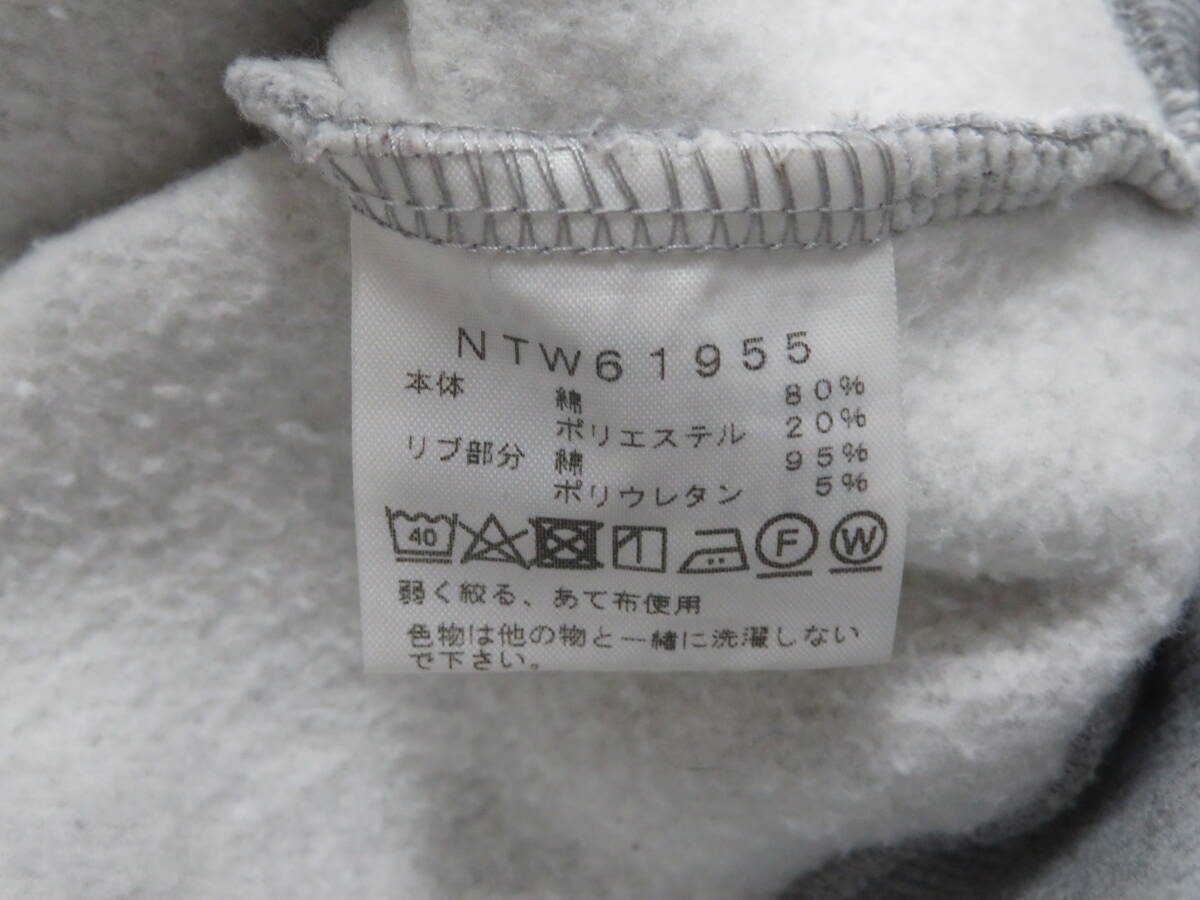 NTW61955
本体 綿 80%
ポリエステル 20%
リブ部分 綿 95%
ポリウレタン 5%
40 F W
弱く絞る、あて布使用
色物は他の物と一緒に洗濯しない
で下さい。